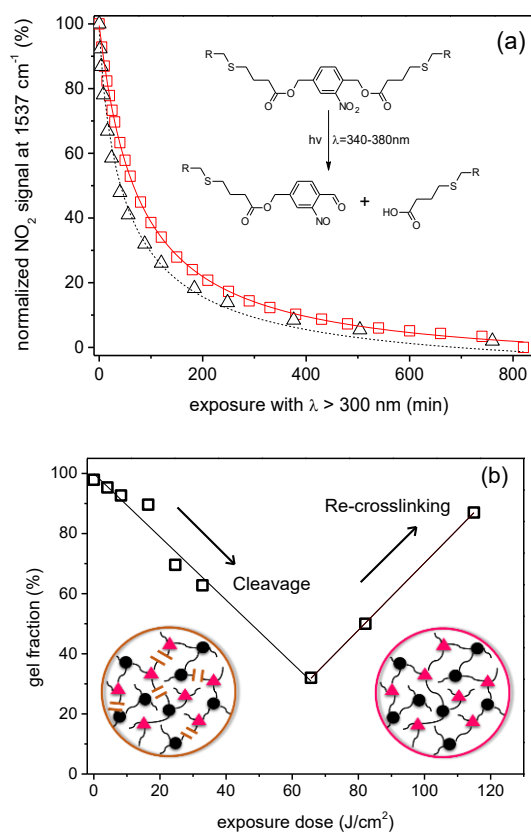 (a)
normalized NO₂ signal at 1537 cm⁻¹ (%)
100
80
60
40
20
0
R
S
O
O
NO₂
O
O
S
R
hν λ=340-380nm
R
S
O
O
NO
O
+
HO
O
S
R
0 200 400 600 800
exposure with λ > 300 nm (min)
(b)
gel fraction (%)
100
80
60
40
20
0
Cleavage
Re-crosslinking
0 20 40 60 80 100 120
exposure dose (J/cm²)